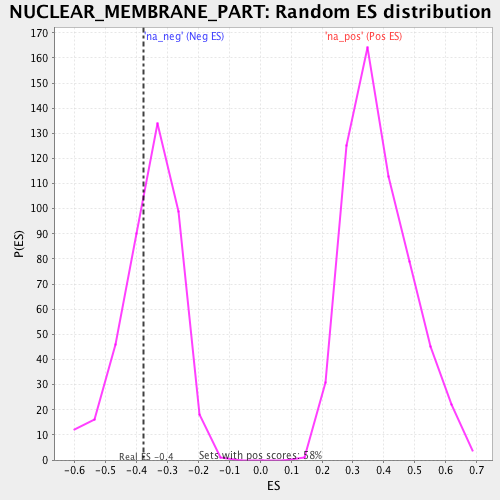 NUCLEAR_MEMBRANE_PART: Random ES distribution
'na_neg' (Neg ES)
'na_pos' (Pos ES)
170
160
150
140
130
120
110
100
90
80
70
60
50
40
30
20
10
0
P(ES)
Real ES -0.4
Sets with pos scores: 58%
-0.6 -0.5 -0.4 -0.3 -0.2 -0.1 0.0 0.1 0.2 0.3 0.4 0.5 0.6 0.7
ES